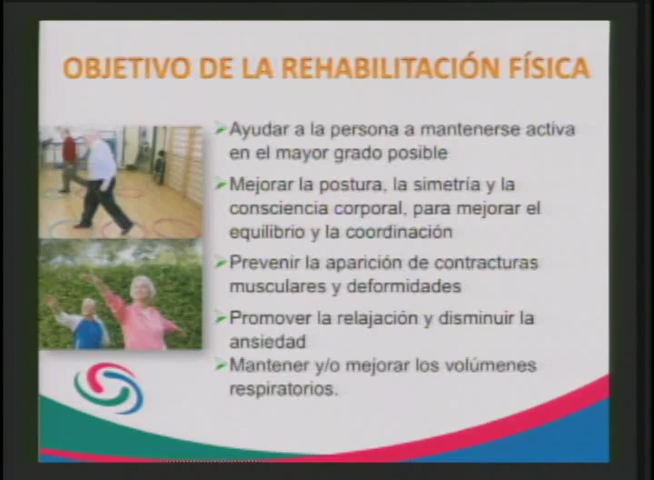 OBJETIVO DE LA REHABILITACIÓN FÍSICA
Ayudar a la persona a mantenerse activa
en el mayor grado posible
Mejorar la postura, la simetría y la
consciencia corporal, para mejorar el
equilibrio y la coordinación
Prevenir la aparición de contracturas
musculares y deformidades
Promover la relajación y disminuir la
ansiedad
Mantener y/o mejorar los volúmenes
respiratorios.